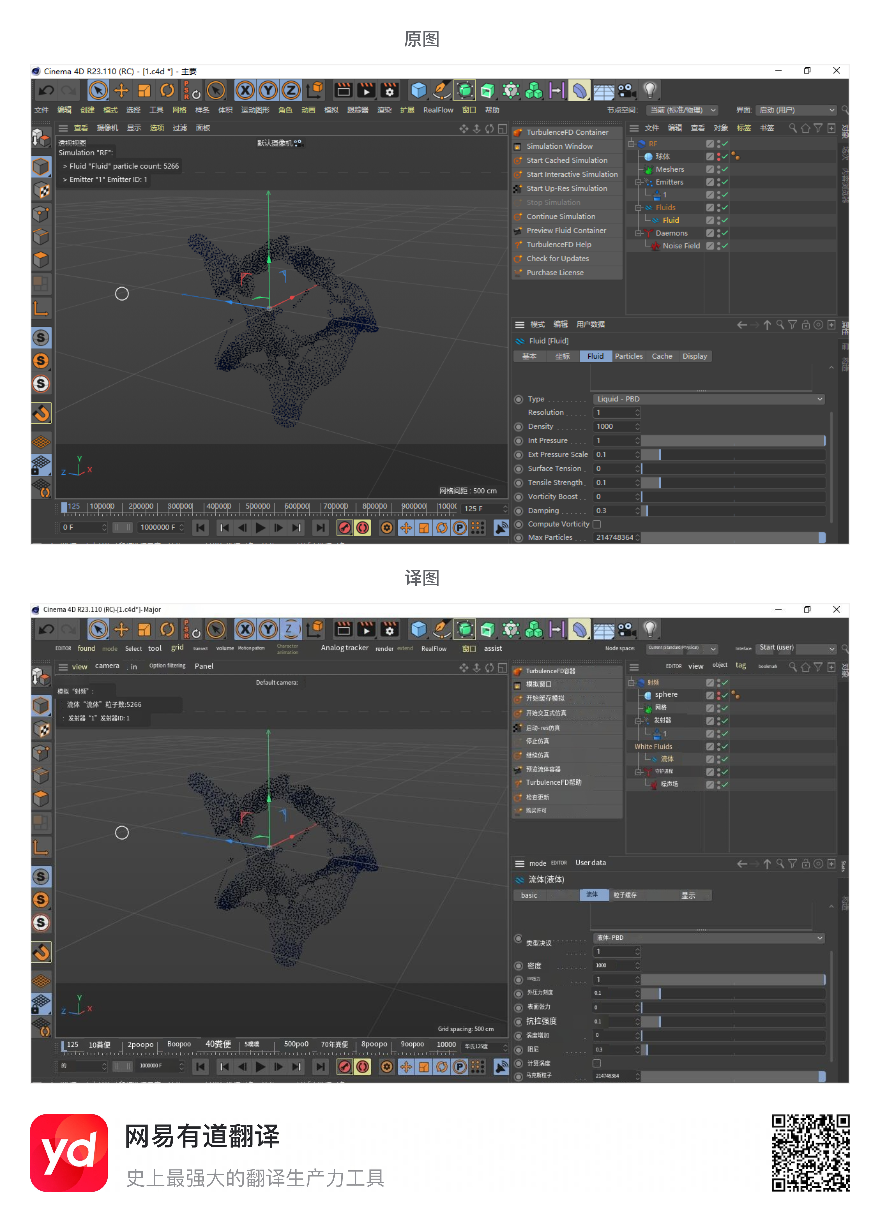 原图
Cinema 4D R23.110 (RC) - [1.c4d *] - 主要
文件 编辑 创建 模式 选择 工具 网格 样条 体积 运动图形 角色 动画 模拟 跟踪器 渲染 扩展 RealFlow 窗口 帮助
节点空间: 当前 (标准/物理) 界面: 启动 (用户)
查看 摄像机 显示 选项 过滤 面板
透视视图 默认摄像机
Simulation "RF":
> Fluid "Fluid" particle count: 5266
> Emitter "1" Emitter ID: 1
网格间距 : 500 cm
125 100000 200000 300000 400000 500000 600000 700000 800000 900000 1000( 125 F
0 F 1000000 F
TurbulenceFD Container
Simulation Window
Start Cached Simulation
Start Interactive Simulation
Start Up-Res Simulation
Stop Simulation
Continue Simulation
Preview Fluid Container
TurbulenceFD Help
Check for Updates
Purchase License
文件 编辑 查看 对象 标签 书签
RF
球体
Meshers
Emitters
1
Fluids
Fluid
Daemons
Noise Field
模式 编辑 用户数据
Fluid [Fluid]
基本 坐标 Fluid Particles Cache Display
Type Liquid - PBD
Resolution 1
Density 1000
Int Pressure 1
Ext Pressure Scale 0.1
Surface Tension 0
Tensile Strength 0.1
Vorticity Boost 0
Damping 0.3
Compute Vorticity
Max Particles 214748364
译图
Cinema 4D R23.110 (RC)-[1.c4d*]-Major
EDITOR found mode Select tool grid volume Motion pattern Character animation Analog tracker render extend RealFlow 窗口 assist
Node space: Current (Standard/Physical) interface Start (user)
view camera . in Option filtering Panel
Default camera:
模拟 "射频" :
流体 "流体" 粒子数:5266
: 发射器 "1" 发射器ID: 1
Grid spacing: 500 cm
125 10粪便 2poopo Boopoo 40粪便 500po0 70年粪便 8poopo 9oopoo 10000
1000000 F
TurbulenceFD容器
模拟窗口
开始缓存模拟
开始交互式仿真
启动-res仿真
停止仿真
继续仿真
预览流体容器
TurbulenceFD帮助
检查更新
购买许可
EDITOR view object tag bookmark
射频
sphere
网格
发射器
1
White Fluids
流体
守护进程
噪声场
mode EDITOR User data
流体(液体)
basic 流体 粒子缓存 显示
类型决议 液体- PBD
1
密度 1000
1
外压力刻度 0.1
表面张力 0
抗拉强度 0.1
涡度增加 0
阻尼 0.3
计算涡度
马克斯粒子 214748364
yd
网易有道翻译
史上最强大的翻译生产力工具